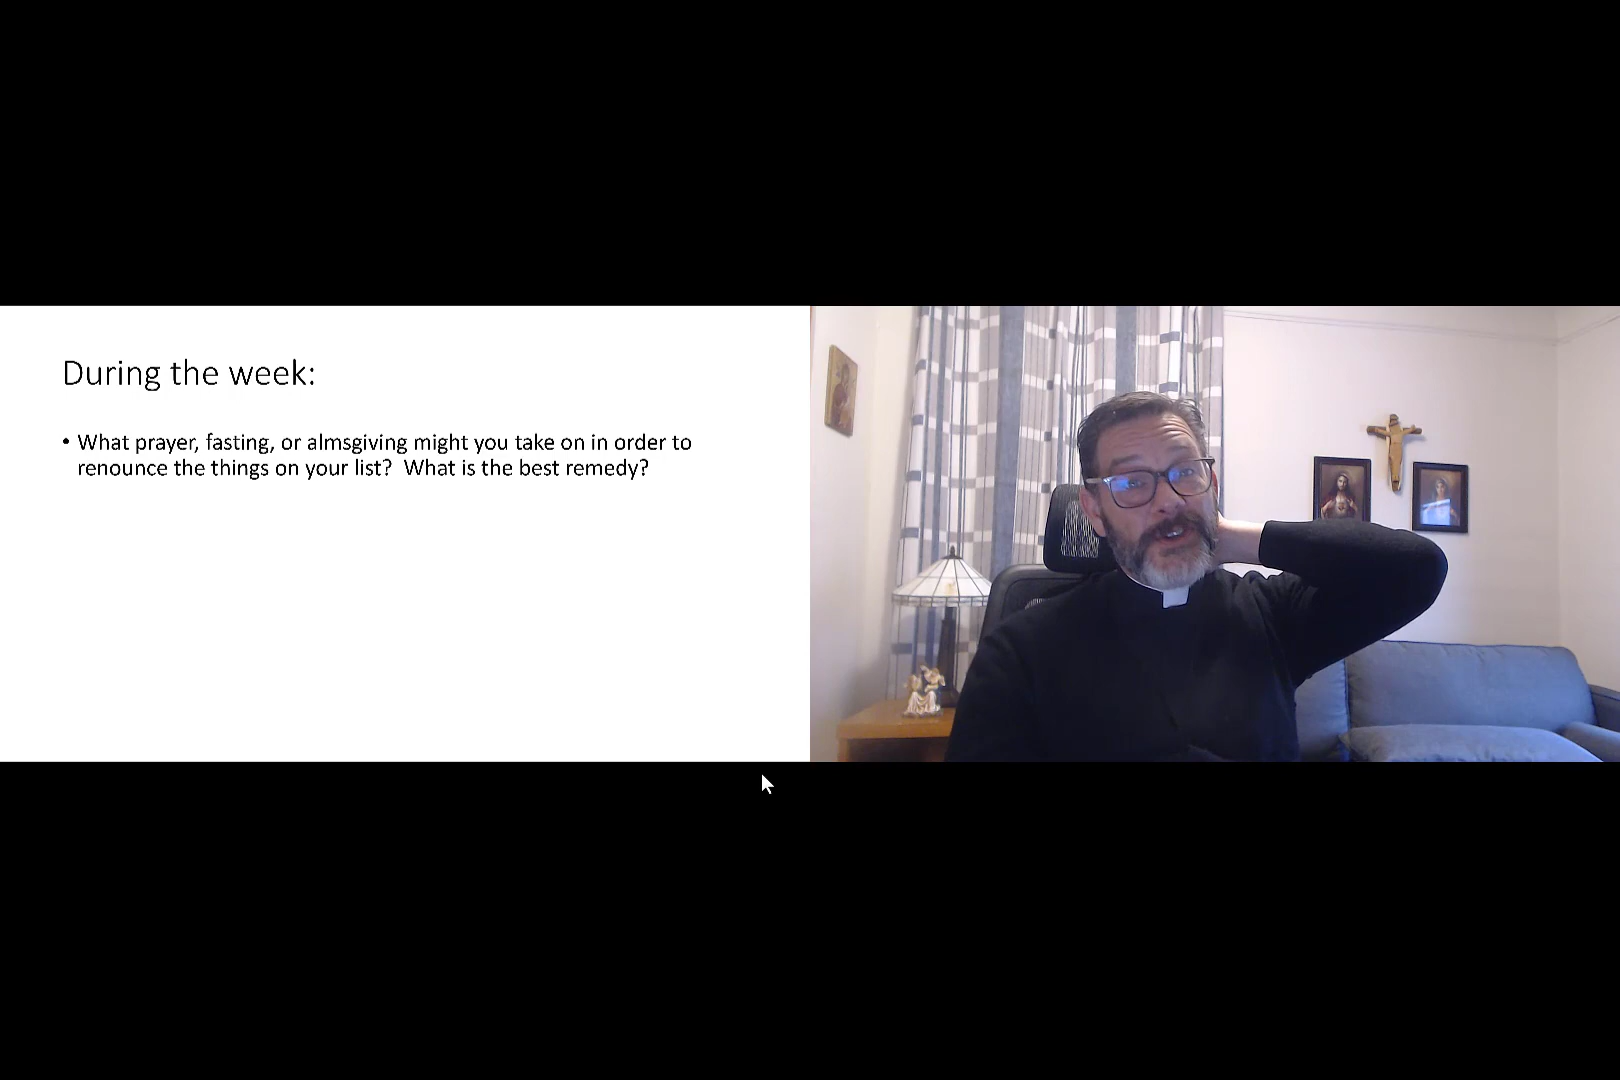 During the week:
• What prayer, fasting, or almsgiving might you take on in order to
renounce the things on your list?  What is the best remedy?